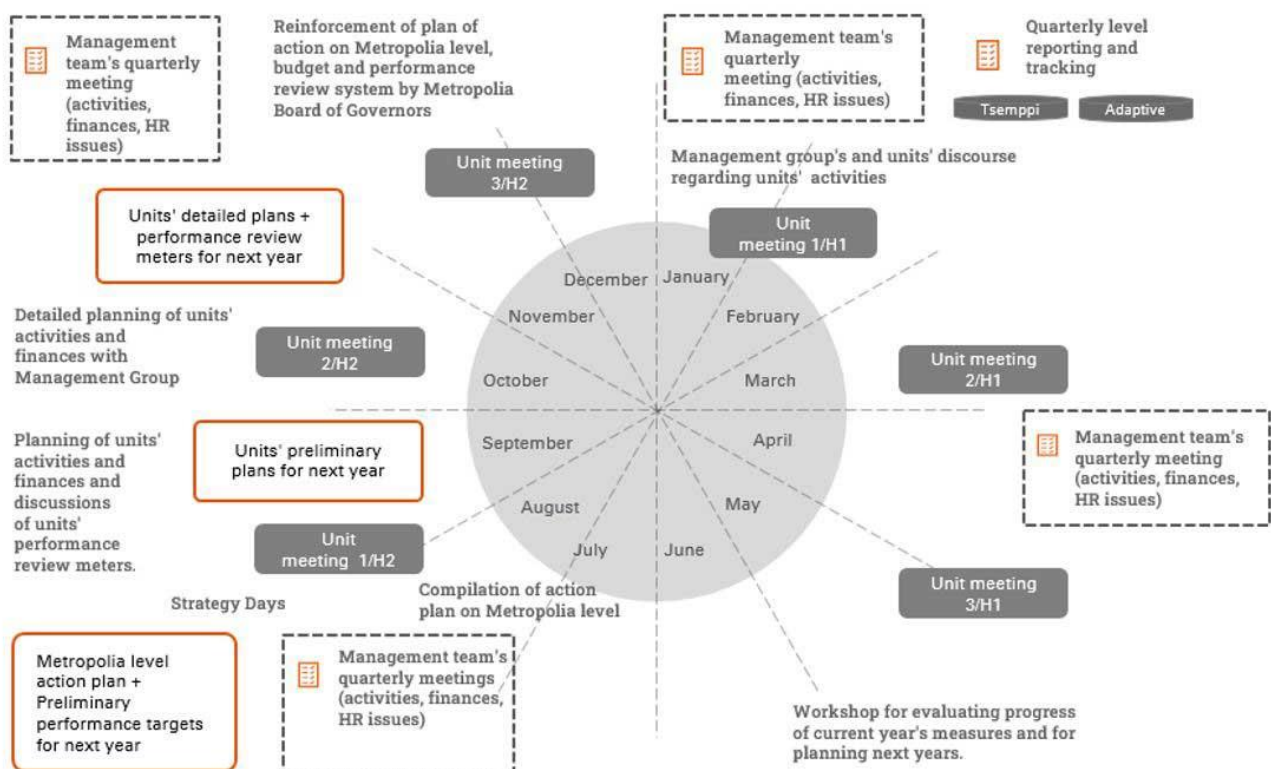 Management
team's quarterly
meeting
(activities,
finances, HR
issues)
Reinforcement of plan of
action on Metropolia level,
budget and performance
review system by Metropolia
Board of Governors
Management team's
quarterly
meeting (activities,
finances, HR issues)
Quarterly level
reporting and
tracking
Tsemppi
Adaptive
Unit meeting
3/H2
Management group's and units' discourse
regarding units' activities
Units' detailed plans +
performance review
meters for next year
Unit
meeting 1/H1
December
January
November
February
Detailed planning of units'
activities and
finances with
Management Group
Unit meeting
2/H2
October
March
Unit meeting
2/H1
Planning of units'
activities and
finances and
discussions
of units'
performance
review meters.
Units' preliminary
plans for next year
September
April
Management team's
quarterly meeting
(activities, finances,
HR issues)
August
May
Unit
meeting 1/H2
July
June
Unit meeting
3/H1
Strategy Days
Compilation of action
plan on Metropolia level
Metropolia level
action plan +
Preliminary
performance targets
for next year
Management team's
quarterly meetings
(activities, finances,
HR issues)
Workshop for evaluating progress
of current year's measures and for
planning next years.